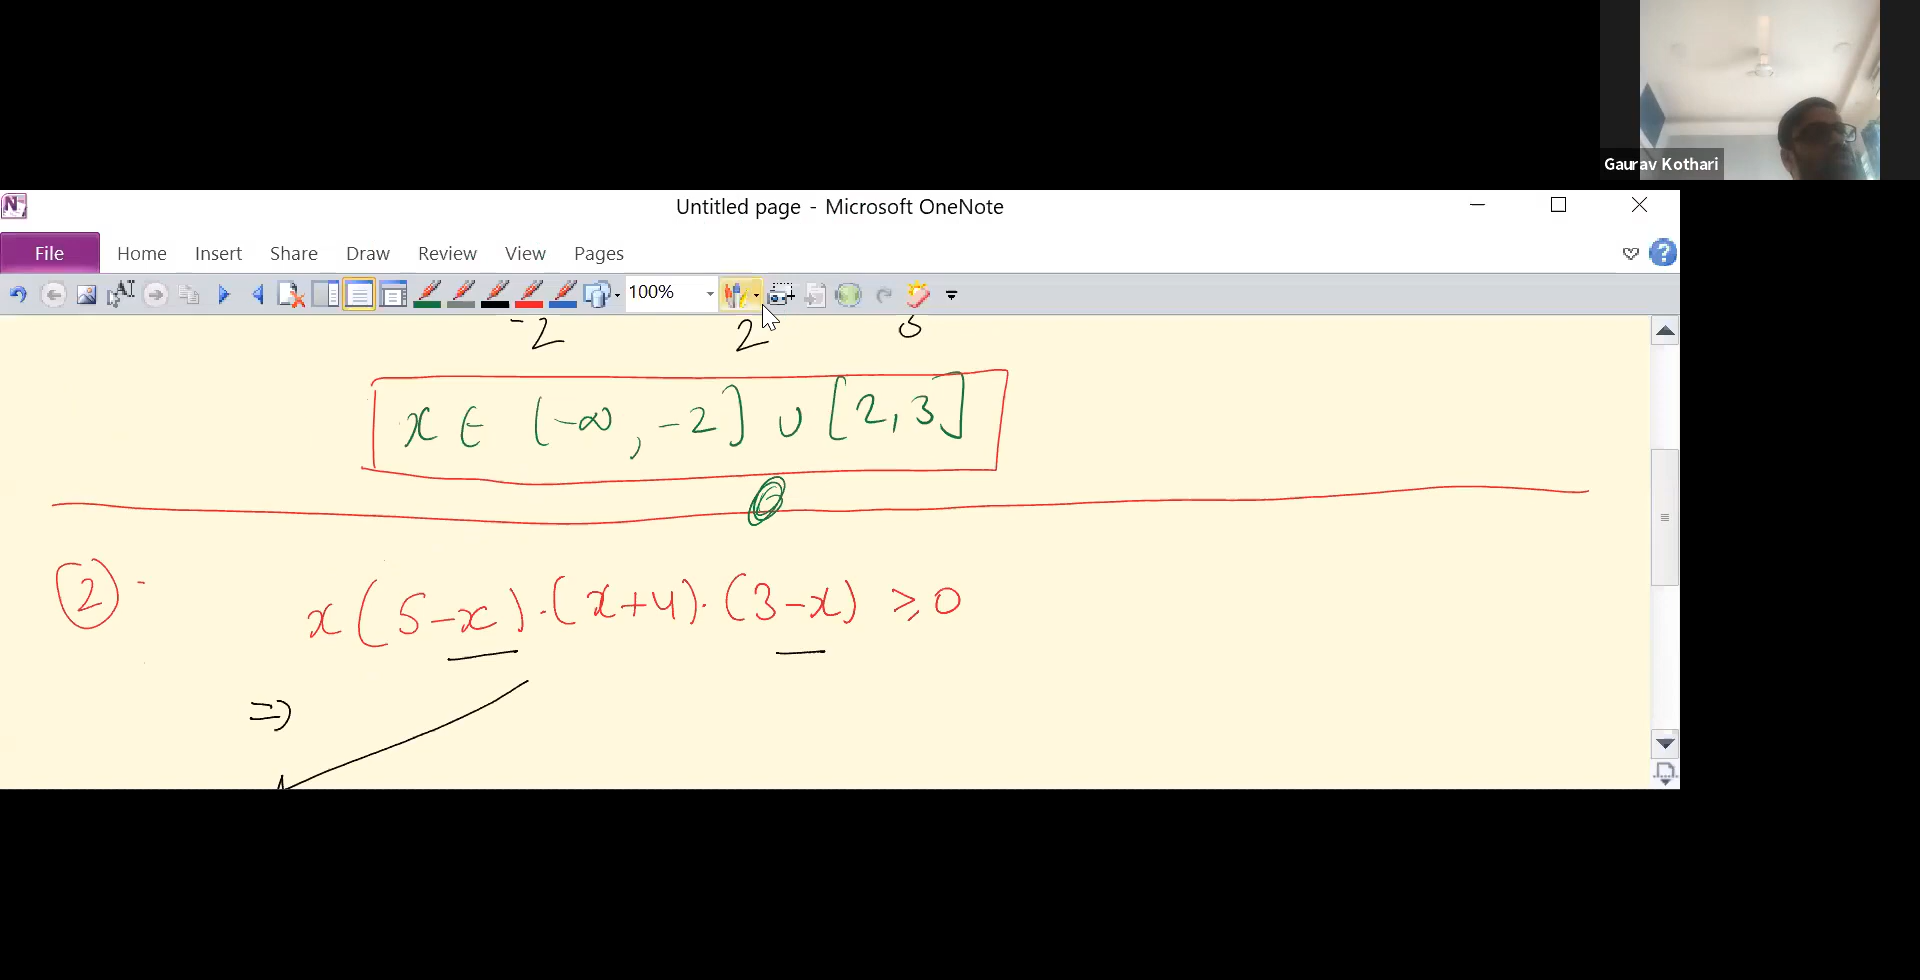 Gaurav Kothari
Untitled page - Microsoft OneNote
File Home Insert Share Draw Review View Pages
100%
-2 2
x ∈ (-∞, -2] ∪ [2, 3]
② :
x(5-x).(x+4).(3-x) ≥ 0
⇒